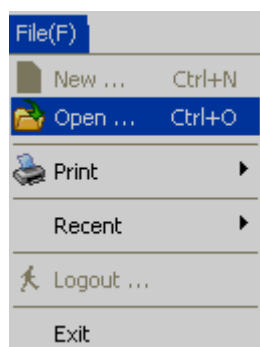 File(F)
New ... Ctrl+N
Open ... Ctrl+O
Print
Recent
Logout ...
Exit